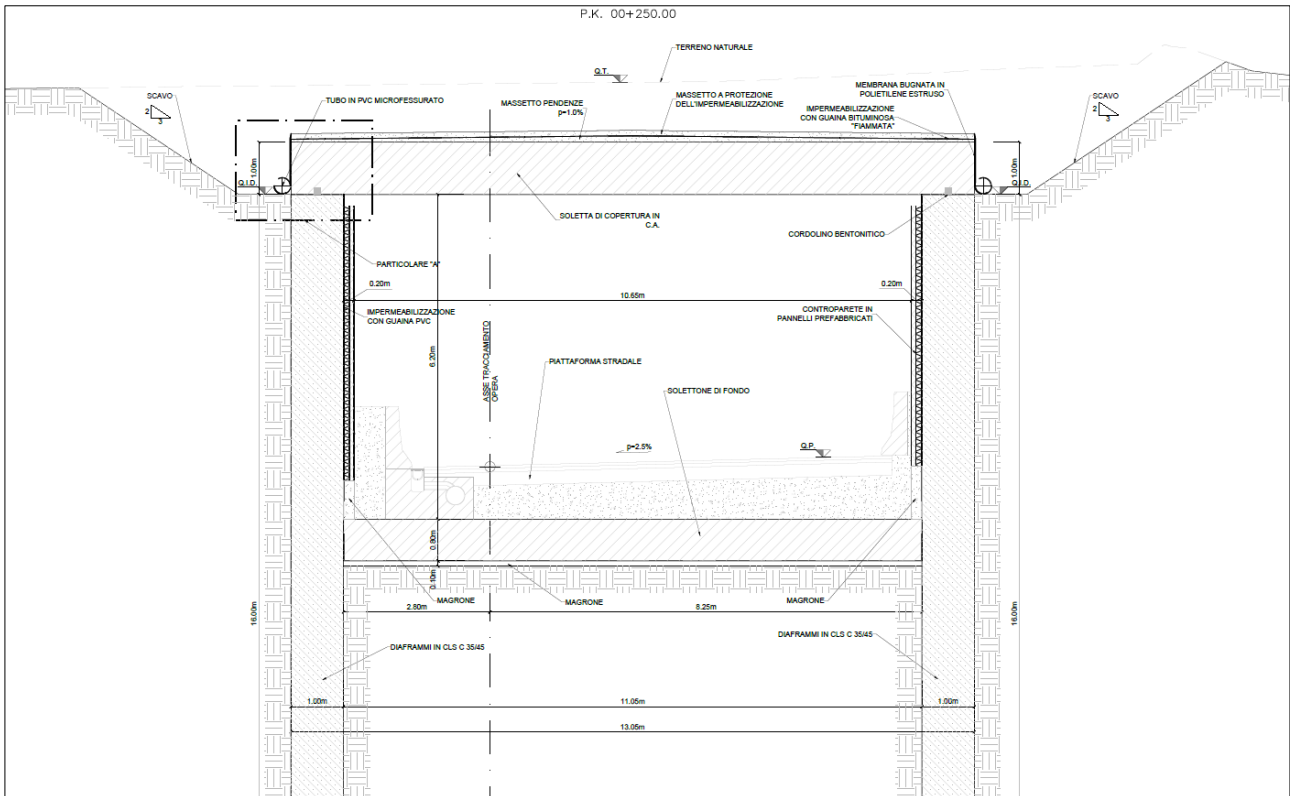 P.K. 00+250.00
TERRENO NATURALE
Q.T.
SCAVO
2
3
TUBO IN PVC MICROFESSURATO
MASSETTO PENDENZE
p=1.0%
MASSETTO A PROTEZIONE
DELL'IMPERMEABILIZZAZIONE
MEMBRANA BUGNATA IN
POLIETILENE ESTRUSO
IMPERMEABILIZZAZIONE
CON GUAINA BITUMINOSA
"FIAMMATA"
SCAVO
2
3
1.00m
1.00m
Q.I.D.
Q.I.D.
SOLETTA DI COPERTURA IN
C.A.
CORDOLINO BENTONITICO
PARTICOLARE "A"
0.20m
0.20m
10.65m
IMPERMEABILIZZAZIONE
CON GUAINA PVC
CONTROPARETE IN
PANNELLI PREFABBRICATI
6.20m
ASSE TRACCIAMENTO
OPERA
PIATTAFORMA STRADALE
SOLETTONE DI FONDO
p=2.5%
Q.P.
0.80m
0.10m
MAGRONE
MAGRONE
MAGRONE
2.80m
8.25m
16.00m
16.00m
DIAFRAMMI IN CLS C 35/45
DIAFRAMMI IN CLS C 35/45
1.00m
11.05m
1.00m
13.05m